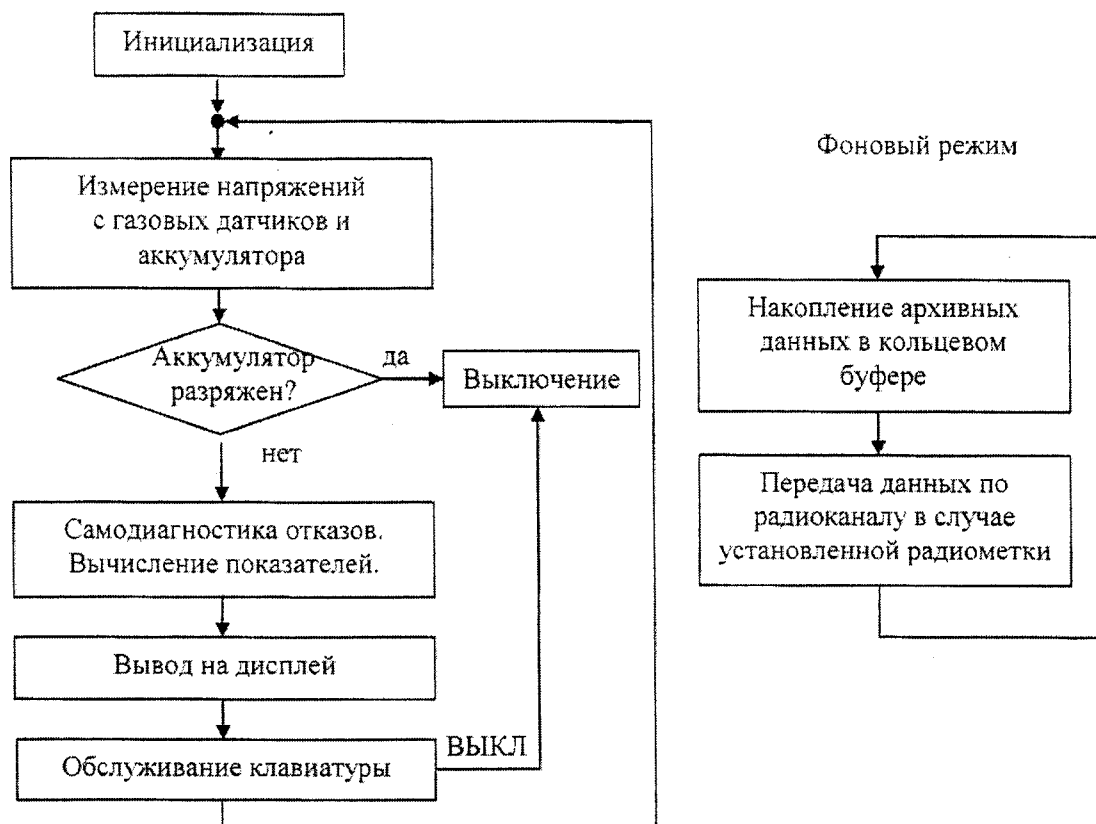 Инициализация
Измерение напряжений
с газовых датчиков и
аккумулятора
Аккумулятор
разряжен?
да
Выключение
нет
Самодиагностика отказов.
Вычисление показателей.
Вывод на дисплей
Обслуживание клавиатуры
ВЫКЛ
Фоновый режим
Накопление архивных
данных в кольцевом
буфере
Передача данных по
радиоканалу в случае
установленной радиометки